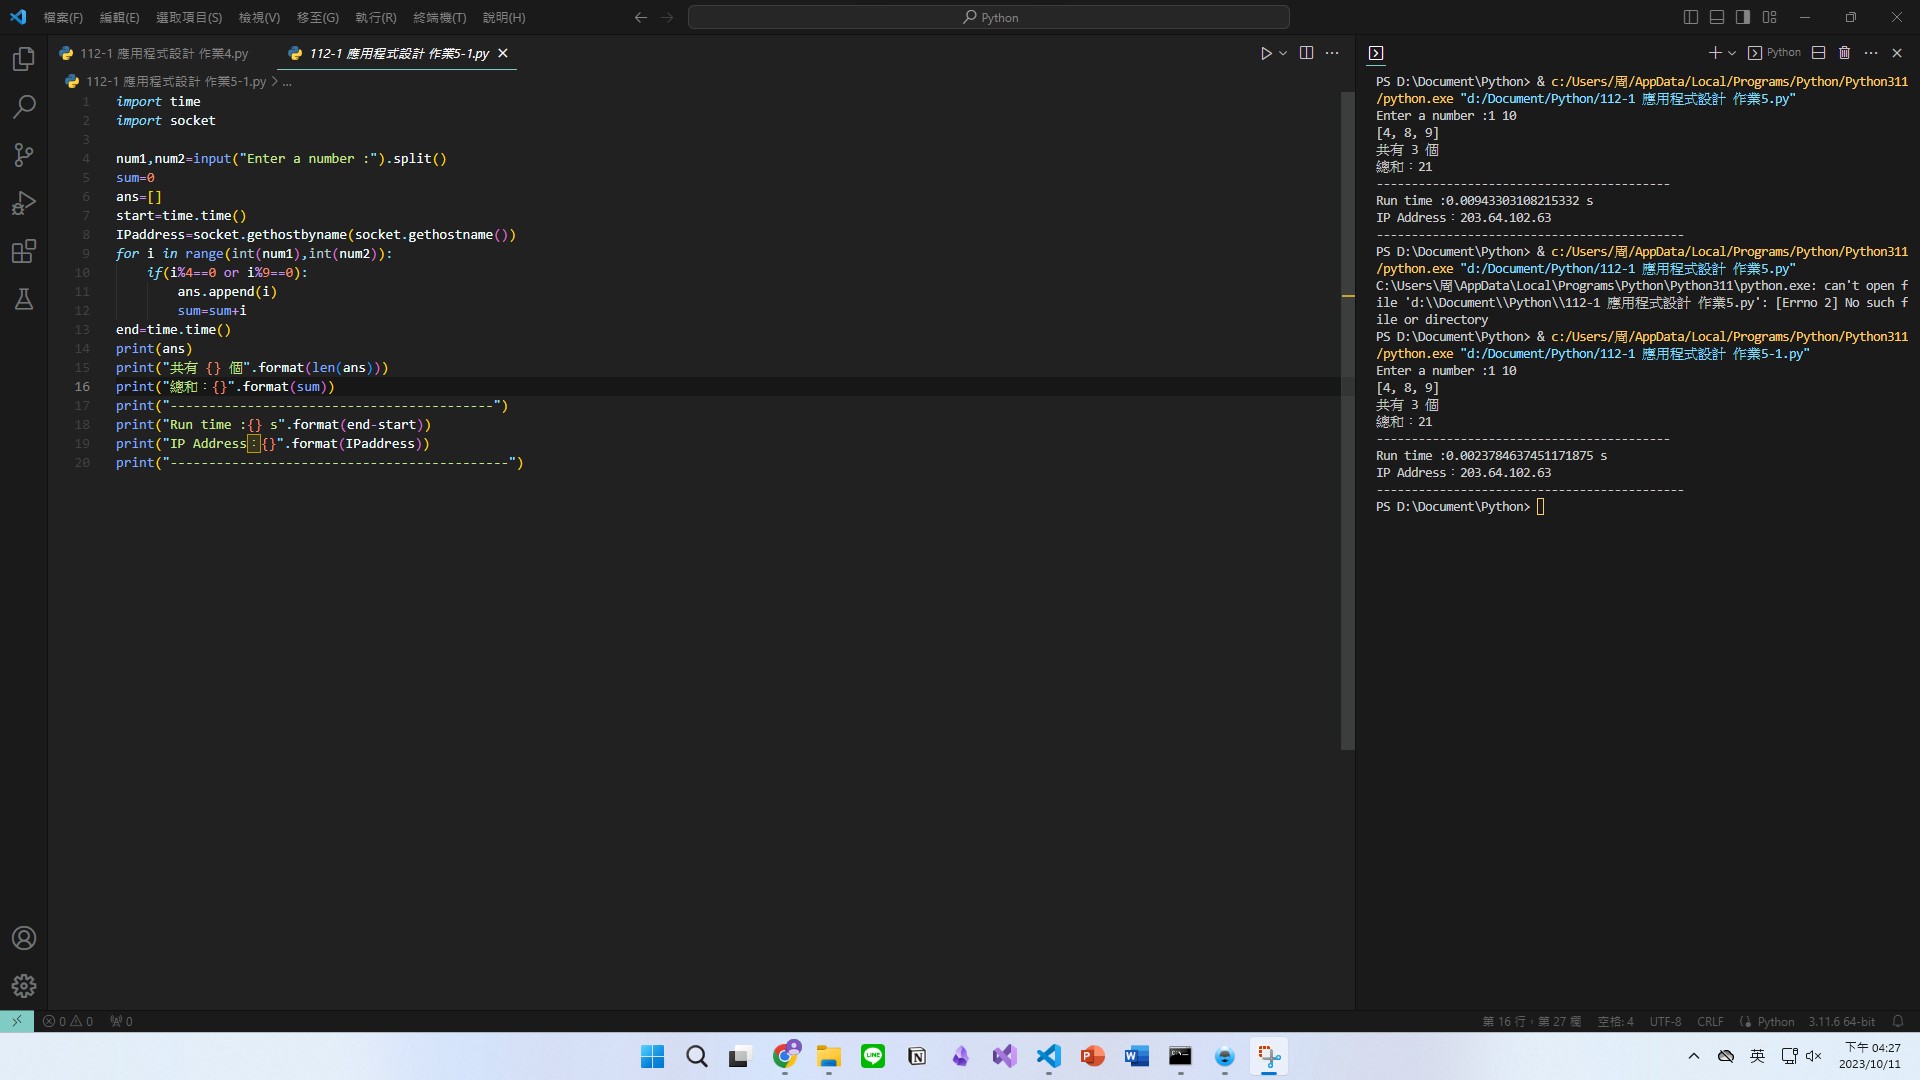 檔案(F) 編輯(E) 選取項目(S) 檢視(V) 移至(G) 執行(R) 終端機(T) 說明(H) Python
112-1 應用程式設計 作業4.py 112-1 應用程式設計 作業5-1.py Python
112-1 應用程式設計 作業5-1.py > ...
1 import time
2 import socket
3
4 num1,num2=input("Enter a number :").split()
5 sum=0
6 ans=[]
7 start=time.time()
8 IPaddress=socket.gethostbyname(socket.gethostname())
9 for i in range(int(num1),int(num2)):
10 if(i%4==0 or i%9==0):
11 ans.append(i)
12 sum=sum+i
13 end=time.time()
14 print(ans)
15 print("共有 {} 個".format(len(ans)))
16 print("總和：{}".format(sum))
17 print("------------------------------------------")
18 print("Run time :{} s".format(end-start))
19 print("IP Address：{}".format(IPaddress))
20 print("--------------------------------------------")
PS D:\Document\Python> & c:/Users/周/AppData/Local/Programs/Python/Python311
/python.exe "d:/Document/Python/112-1 應用程式設計 作業5.py"
Enter a number :1 10
[4, 8, 9]
共有 3 個
總和：21
------------------------------------------
Run time :0.00943303108215332 s
IP Address：203.64.102.63
--------------------------------------------
PS D:\Document\Python> & c:/Users/周/AppData/Local/Programs/Python/Python311
/python.exe "d:/Document/Python/112-1 應用程式設計 作業5.py"
C:\Users\周\AppData\Local\Programs\Python\Python311\python.exe: can't open f
ile 'd:\\Document\\Python\\112-1 應用程式設計 作業5.py': [Errno 2] No such f
ile or directory
PS D:\Document\Python> & c:/Users/周/AppData/Local/Programs/Python/Python311
/python.exe "d:/Document/Python/112-1 應用程式設計 作業5-1.py"
Enter a number :1 10
[4, 8, 9]
共有 3 個
總和：21
------------------------------------------
Run time :0.0023784637451171875 s
IP Address：203.64.102.63
--------------------------------------------
PS D:\Document\Python>
0 0 0 第 16 行，第 27 欄 空格: 4 UTF-8 CRLF Python 3.11.6 64-bit
LINE N P W 英 下午 04:27
2023/10/11